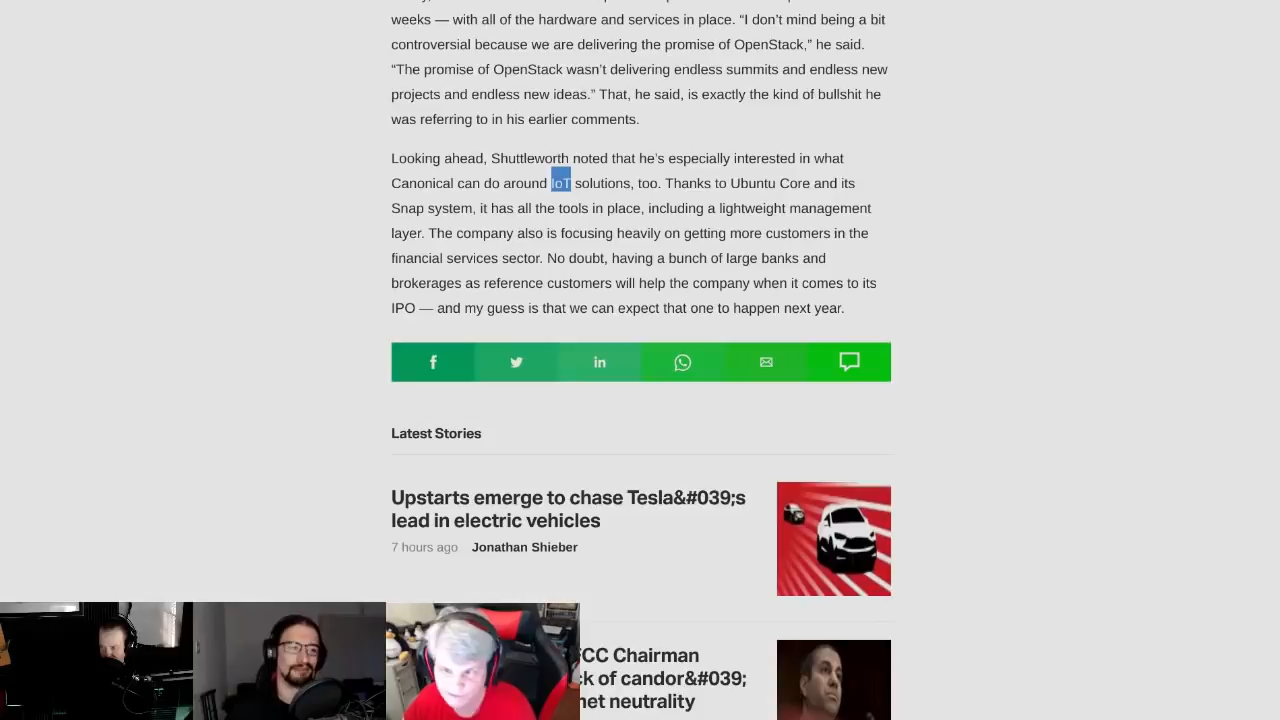 weeks — with all of the hardware and services in place. “I don’t mind being a bit
controversial because we are delivering the promise of OpenStack,” he said.
“The promise of OpenStack wasn’t delivering endless summits and endless new
projects and endless new ideas.” That, he said, is exactly the kind of bullshit he
was referring to in his earlier comments.
Looking ahead, Shuttleworth noted that he’s especially interested in what
Canonical can do around IoT solutions, too. Thanks to Ubuntu Core and its
Snap system, it has all the tools in place, including a lightweight management
layer. The company also is focusing heavily on getting more customers in the
financial services sector. No doubt, having a bunch of large banks and
brokerages as reference customers will help the company when it comes to its
IPO — and my guess is that we can expect that one to happen next year.
Latest Stories
Upstarts emerge to chase Tesla&#039;s
lead in electric vehicles
7 hours ago Jonathan Shieber
FCC Chairman
ck of candor&#039;
net neutrality